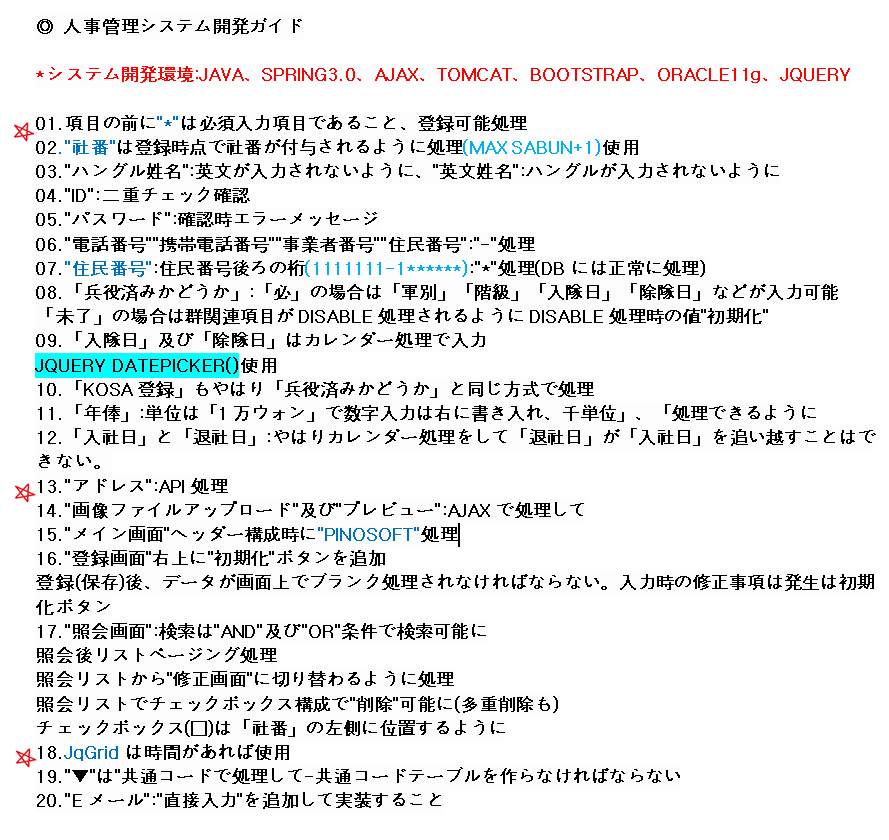 ◎ 人事管理システム開発ガイド
*システム開発環境:JAVA、SPRING3.0、AJAX、TOMCAT、BOOTSTRAP、ORACLE11g、JQUERY
01.項目の前に"*"は必須入力項目であること、登録可能処理
02."社番"は登録時点で社番が付与されるように処理(MAX SABUN+1)使用
03."ハングル姓名":英文が入力されないように、"英文姓名":ハングルが入力されないように
04."ID":二重チェック確認
05."パスワード":確認時エラーメッセージ
06."電話番号""携帯電話番号""事業者番号""住民番号":"-"処理
07."住民番号":住民番号後ろの桁(1111111-1******):"*"処理(DB には正常に処理)
08.「兵役済みかどうか」:「必」の場合は「軍別」「階級」「入隊日」「除隊日」などが入力可能
「未了」の場合は群関連項目が DISABLE 処理されるように DISABLE 処理時の値"初期化"
09.「入隊日」及び「除隊日」はカレンダー処理で入力
JQUERY DATEPICKER()使用
10.「KOSA 登録」もやはり「兵役済みかどうか」と同じ方式で処理
11.「年俸」:単位は「1 万ウォン」で数字入力は右に書き入れ、千単位」、「処理できるように
12.「入社日」と「退社日」:やはりカレンダー処理をして「退社日」が「入社日」を追い越すことはで
きない。
13."アドレス":API 処理
14."画像ファイルアップロード"及び"プレビュー":AJAX で処理して
15."メイン画面"ヘッダー構成時に"PINOSOFT"処理
16."登録画面"右上に"初期化"ボタンを追加
登録(保存)後、データが画面上でブランク処理されなければならない。入力時の修正事項は発生は初期
化ボタン
17."照会画面":検索は"AND"及び"OR"条件で検索可能に
照会後リストページング処理
照会リストから"修正画面"に切り替わるように処理
照会リストでチェックボックス構成で"削除"可能に(多重削除も)
チェックボックス(□)は「社番」の左側に位置するように
18.JqGrid は時間があれば使用
19."▼"は"共通コードで処理して-共通コードテーブルを作らなければならない
20."E メール":"直接入力"を追加して実装すること